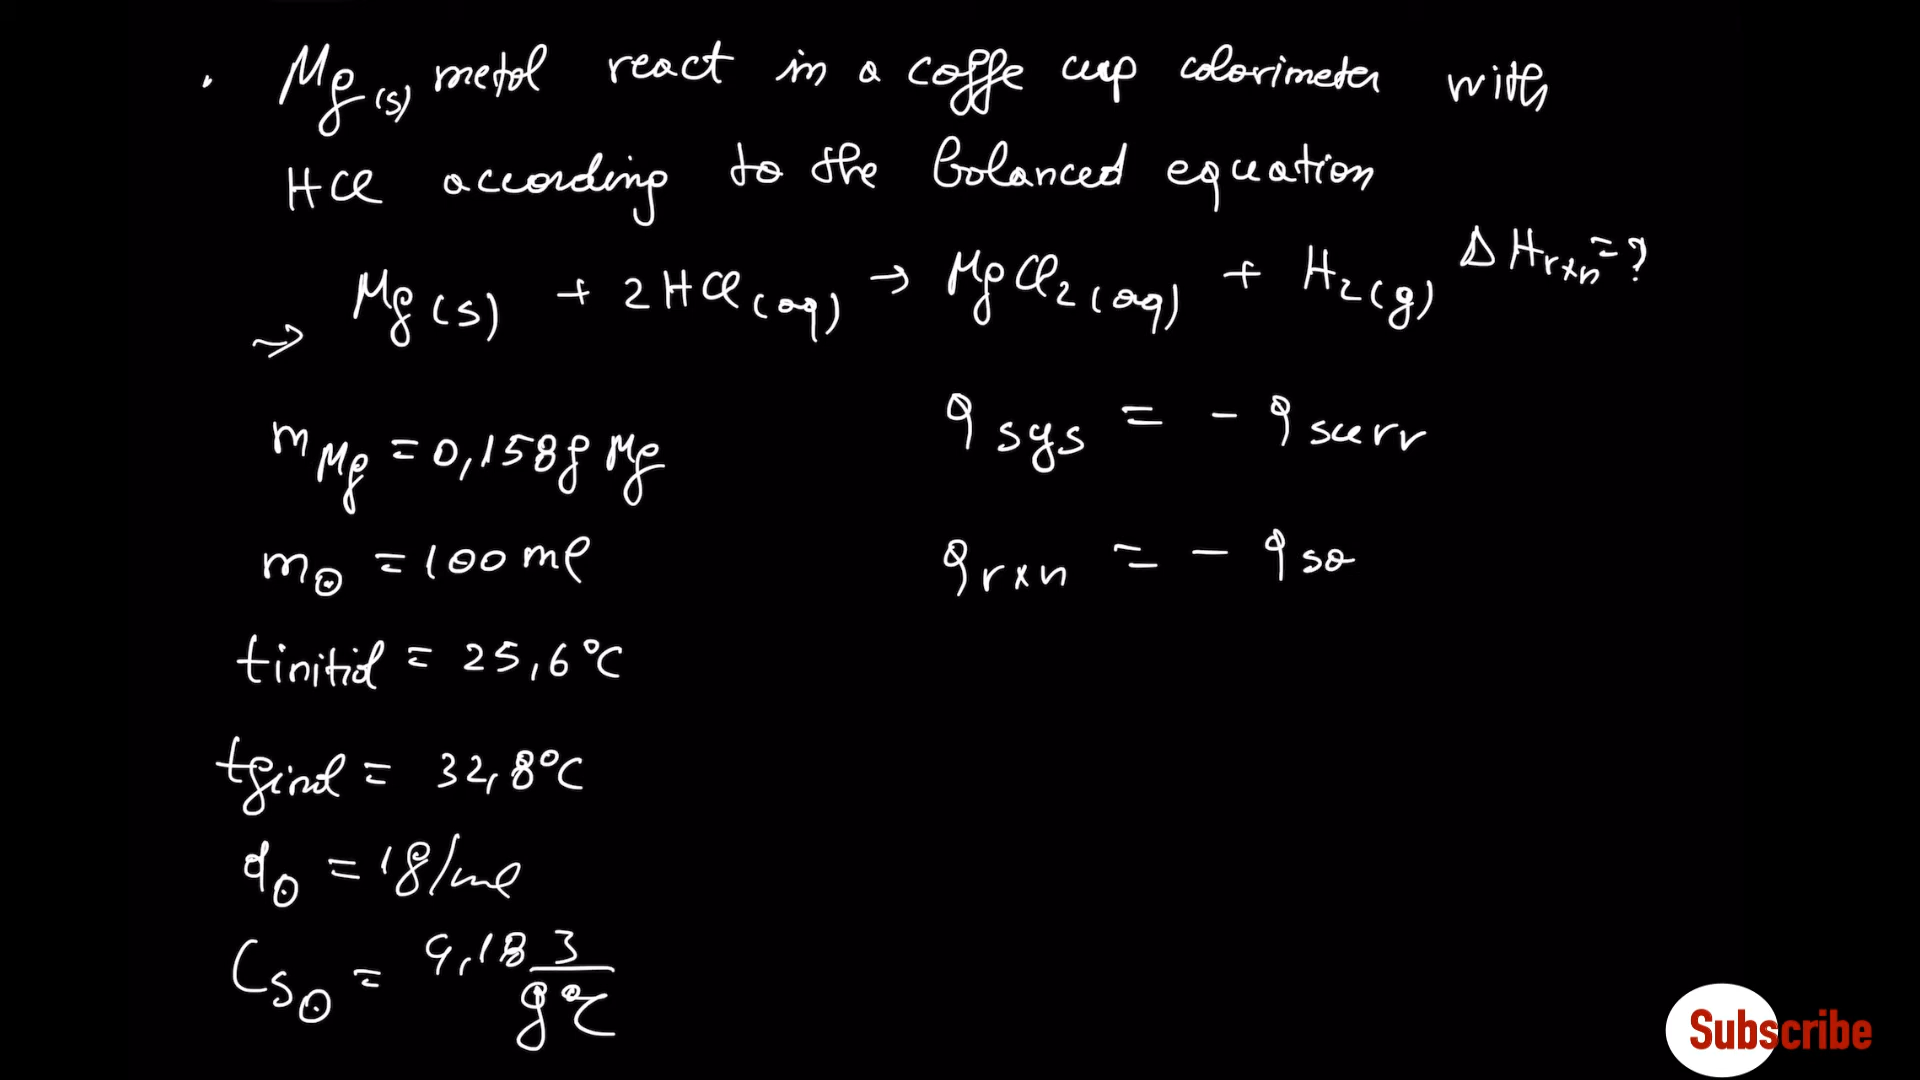 . Mg(s) metal react in a coffe cup calorimeter with
HCl according to the balanced equation
→ Mg(s) + 2HCl(aq) → MgCl₂(aq) + H₂(g) ΔHrxn=?
m Mg = 0,158g Mg
q sys = - q surr
m⊙ = 100 ml
q rxn = - q so
tinitial = 25,6°C
tfinal = 32,8°C
d⊙ = 1g/ml
Cs⊙ = 4,18 J/g°C
Subscribe